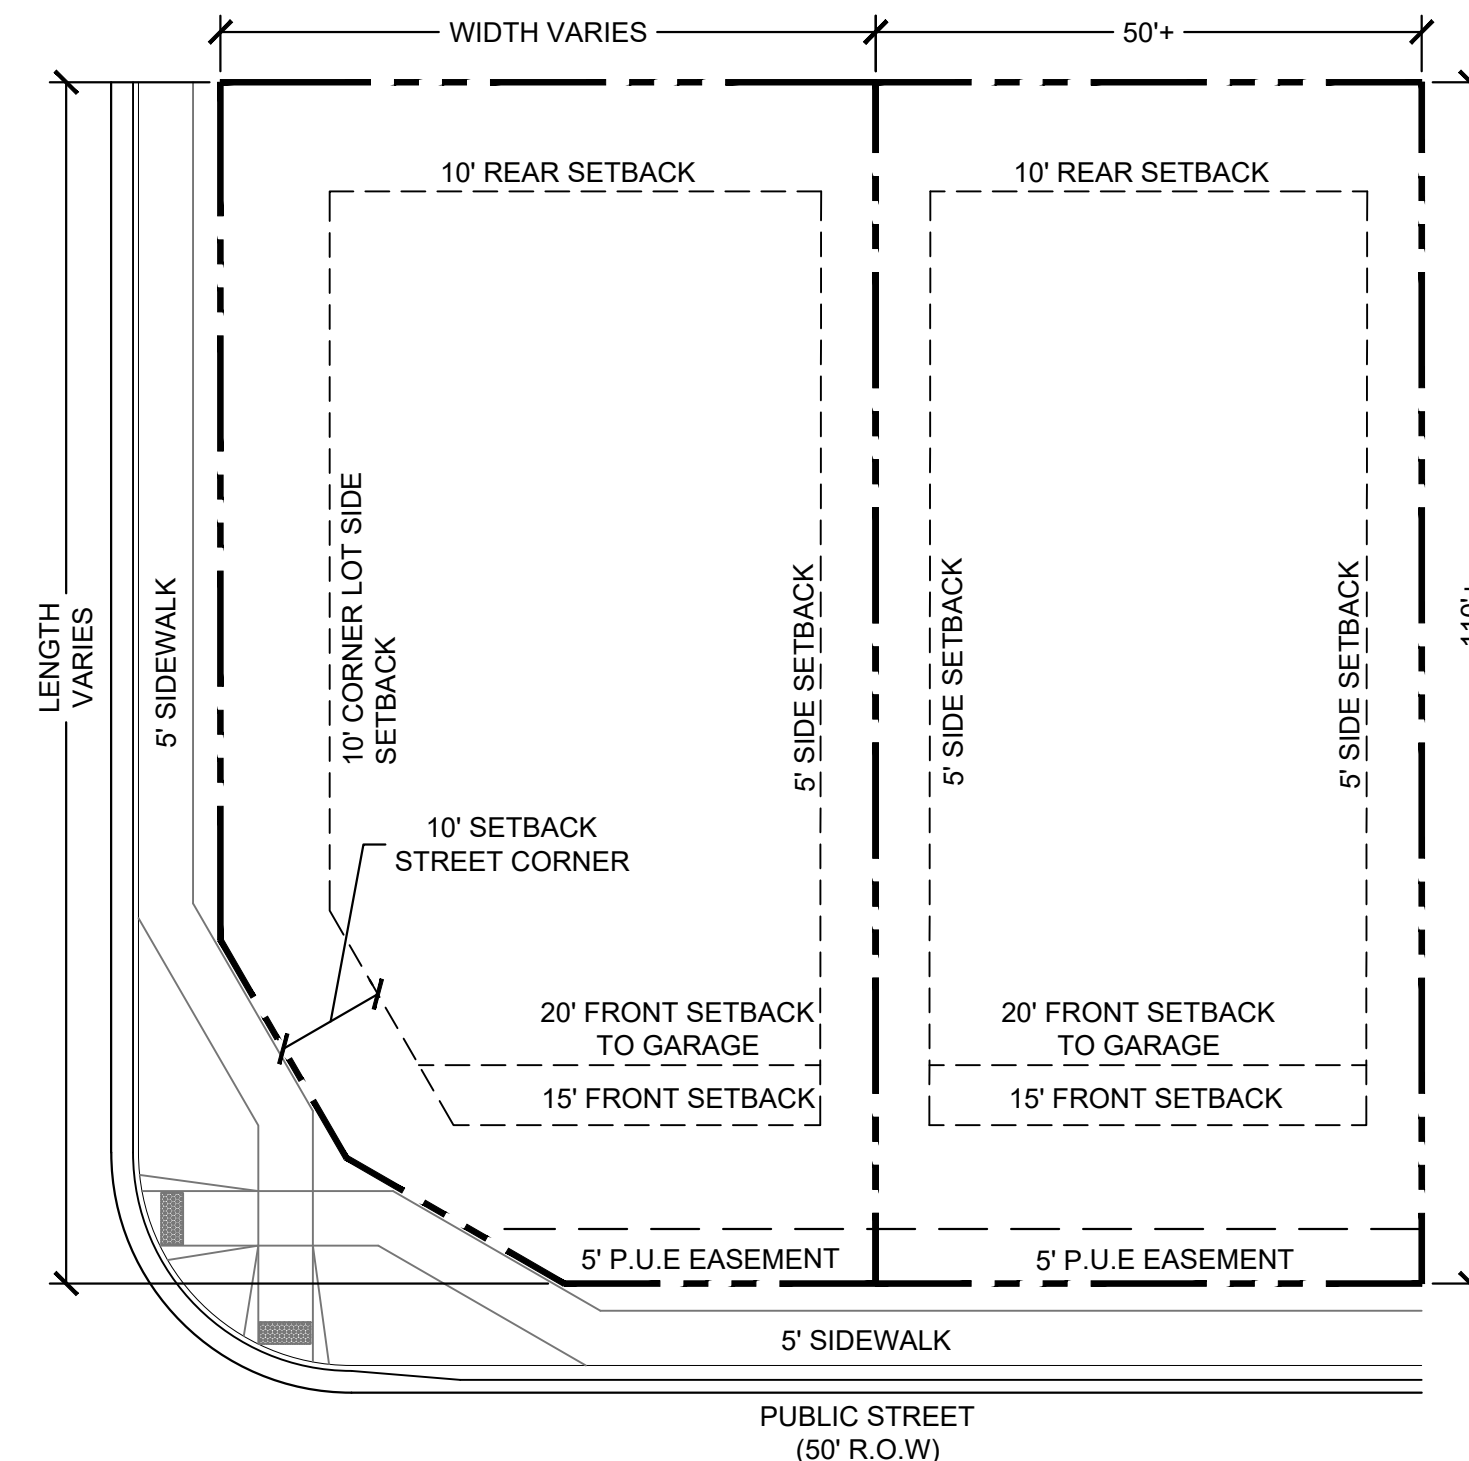 WIDTH VARIES
50'+
10' REAR SETBACK
10' REAR SETBACK
LENGTH
VARIES
5' SIDEWALK
10' CORNER LOT SIDE
SETBACK
5' SIDE SETBACK
5' SIDE SETBACK
5' SIDE SETBACK
10' SETBACK
STREET CORNER
20' FRONT SETBACK
TO GARAGE
20' FRONT SETBACK
TO GARAGE
15' FRONT SETBACK
15' FRONT SETBACK
5' P.U.E EASEMENT
5' P.U.E EASEMENT
5' SIDEWALK
PUBLIC STREET
(50' R.O.W)